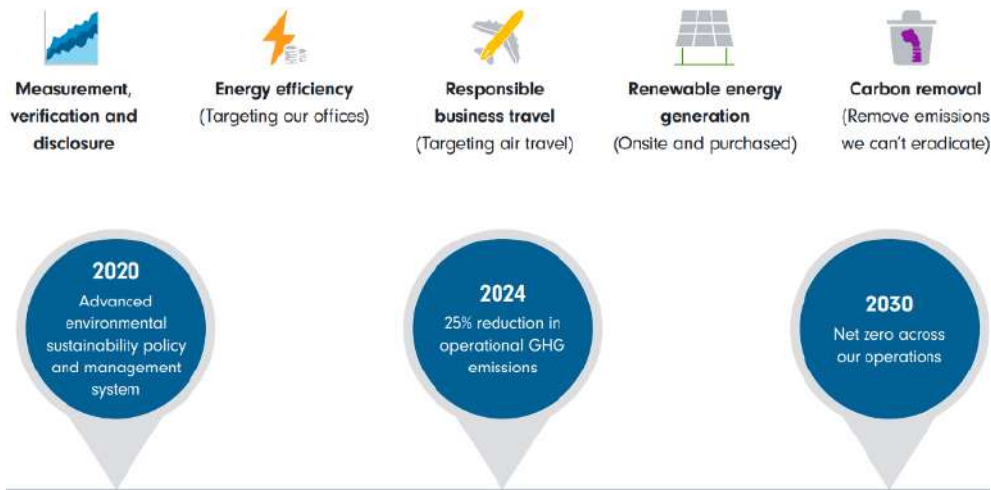 Measurement,
verification and
disclosure
Energy efficiency
(Targeting our offices)
Responsible
business travel
(Targeting air travel)
Renewable energy
generation
(Onsite and purchased)
Carbon removal
(Remove emissions
we can't eradicate)
2020
Advanced
environmental
sustainability policy
and management
system
2024
25% reduction in
operational GHG
emissions
2030
Net zero across
our operations